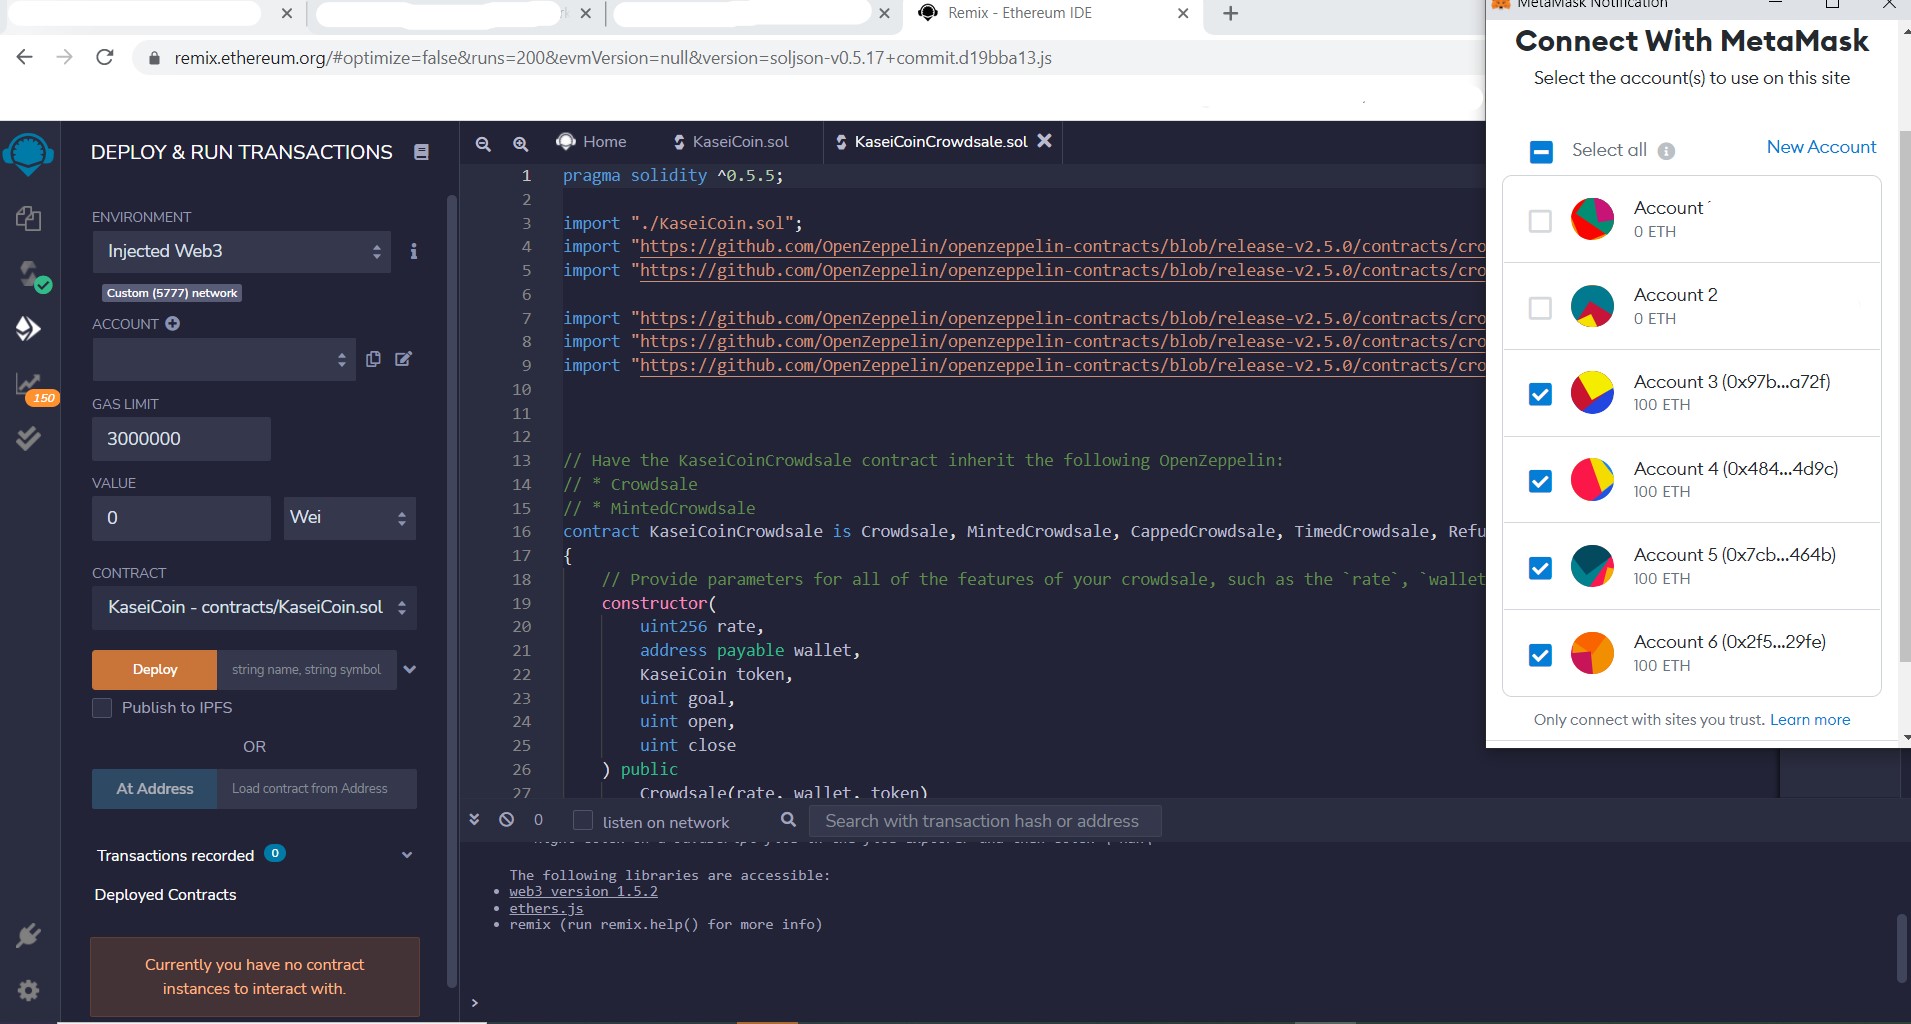 Remix - Ethereum IDE
remix.ethereum.org/#optimize=false&runs=200&evmVersion=null&version=soljson-v0.5.17+commit.d19bba13.js
DEPLOY & RUN TRANSACTIONS
ENVIRONMENT
Injected Web3
Custom (5777) network
ACCOUNT
150
GAS LIMIT
3000000
VALUE
0
Wei
CONTRACT
KaseiCoin - contracts/KaseiCoin.sol
Deploy
string name, string symbol
Publish to IPFS
OR
At Address
Load contract from Address
Transactions recorded 0
Deployed Contracts
Currently you have no contract
instances to interact with.
Home
KaseiCoin.sol
KaseiCoinCrowdsale.sol
1 pragma solidity ^0.5.5;
2
3 import "./KaseiCoin.sol";
4 import "https://github.com/OpenZeppelin/openzeppelin-contracts/blob/release-v2.5.0/contracts/cro
5 import "https://github.com/OpenZeppelin/openzeppelin-contracts/blob/release-v2.5.0/contracts/cro
6
7 import "https://github.com/OpenZeppelin/openzeppelin-contracts/blob/release-v2.5.0/contracts/cro
8 import "https://github.com/OpenZeppelin/openzeppelin-contracts/blob/release-v2.5.0/contracts/cro
9 import "https://github.com/OpenZeppelin/openzeppelin-contracts/blob/release-v2.5.0/contracts/cro
10
11
12
13 // Have the KaseiCoinCrowdsale contract inherit the following OpenZeppelin:
14 // * Crowdsale
15 // * MintedCrowdsale
16 contract KaseiCoinCrowdsale is Crowdsale, MintedCrowdsale, CappedCrowdsale, TimedCrowdsale, Refu
17 {
18 // Provide parameters for all of the features of your crowdsale, such as the `rate`, `wallet
19 constructor(
20 uint256 rate,
21 address payable wallet,
22 KaseiCoin token,
23 uint goal,
24 uint open,
25 uint close
26 ) public
27 Crowdsale(rate, wallet, token)
0
listen on network
Search with transaction hash or address
The following libraries are accessible:
• web3 version 1.5.2
• ethers.js
• remix (run remix.help() for more info)
>
MetaMask Notification
Connect With MetaMask
Select the account(s) to use on this site
Select all
New Account
Account
0 ETH
Account 2
0 ETH
Account 3 (0x97b...a72f)
100 ETH
Account 4 (0x484...4d9c)
100 ETH
Account 5 (0x7cb...464b)
100 ETH
Account 6 (0x2f5...29fe)
100 ETH
Only connect with sites you trust. Learn more